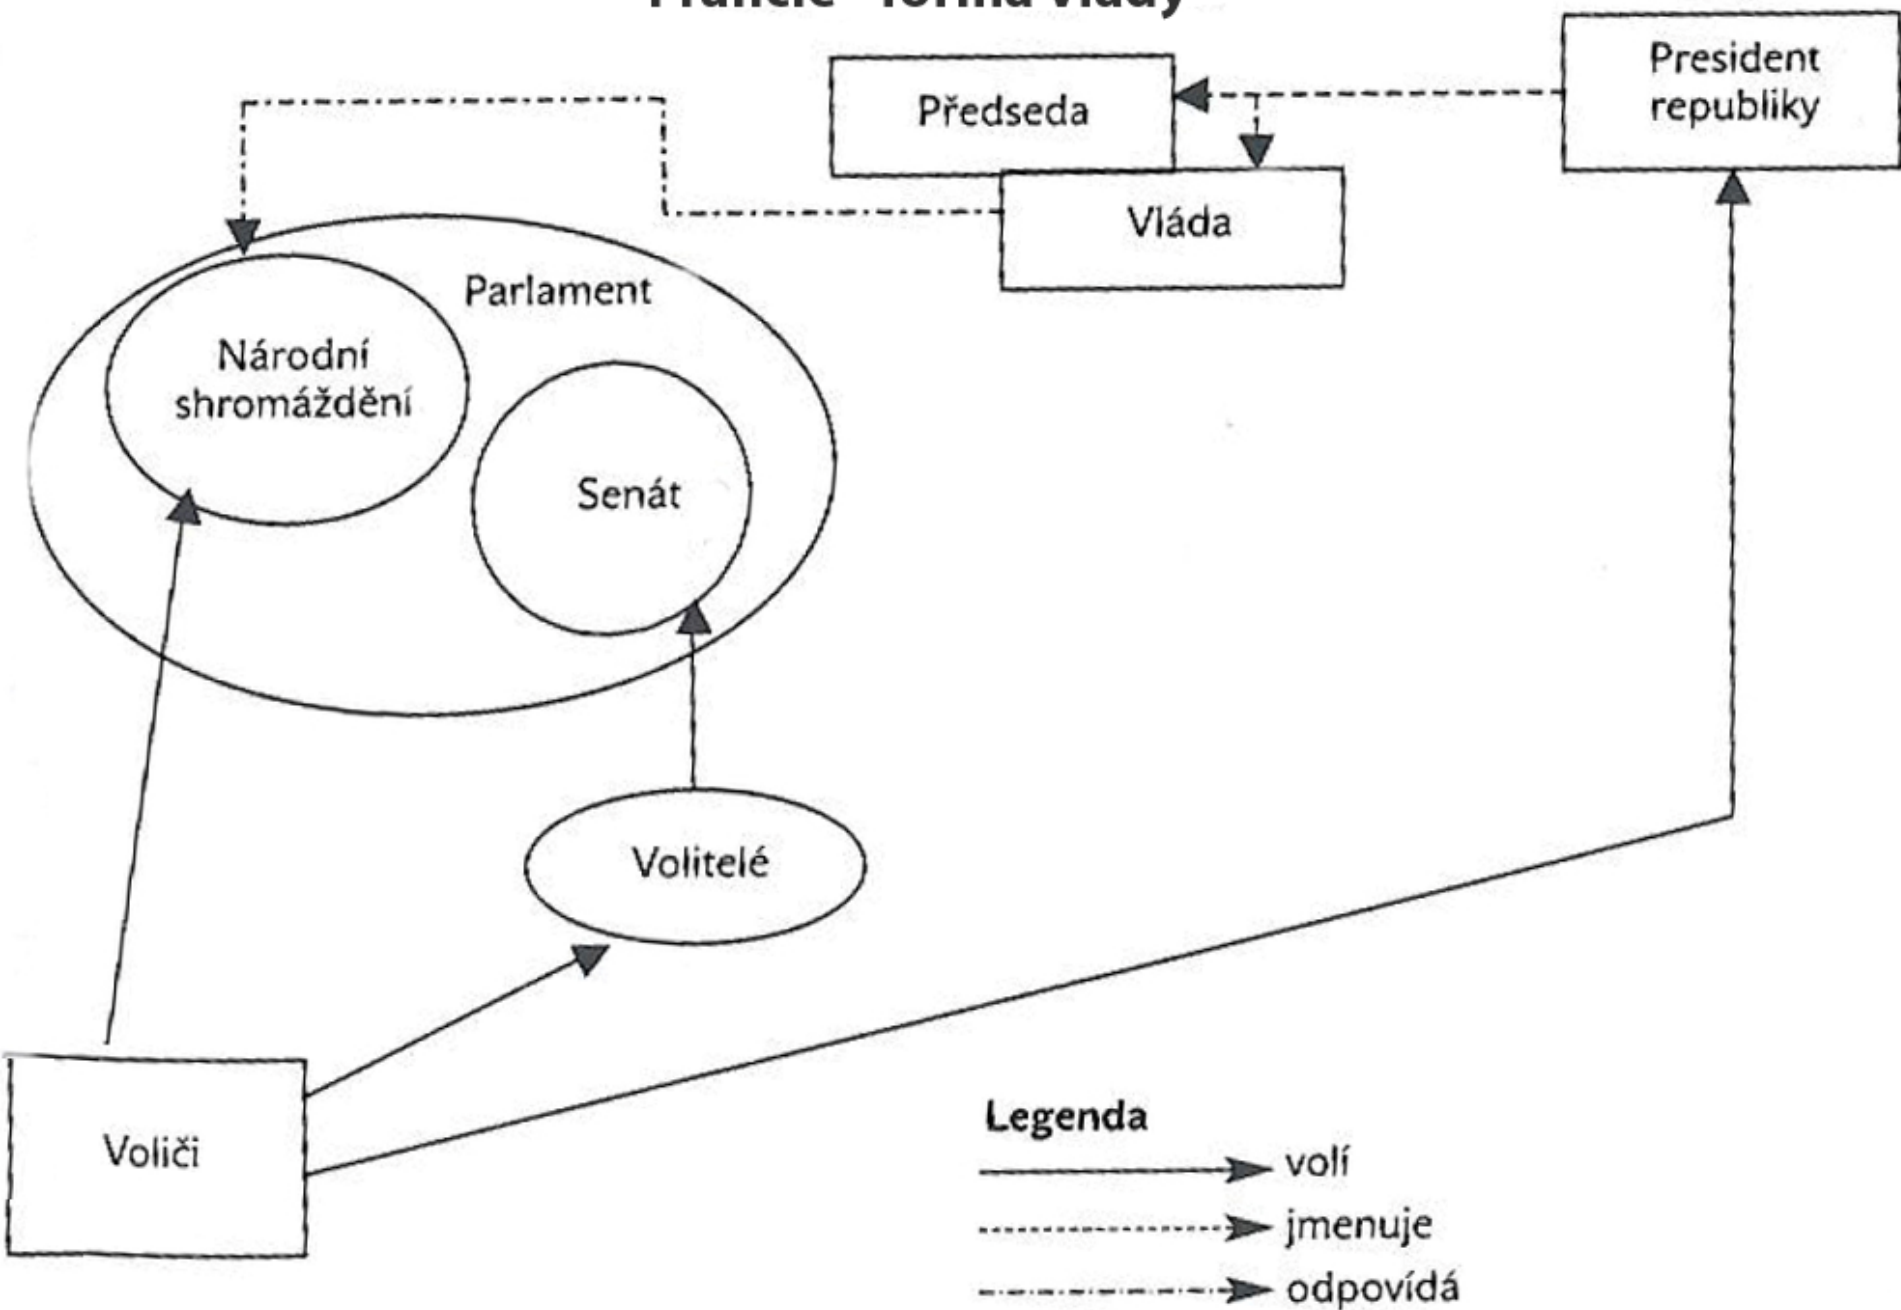 President
republiky
Předseda
Vláda
Parlament
Národní
shromáždění
Senát
Volitelé
Voliči
Legenda
volí
jmenuje
odpovídá